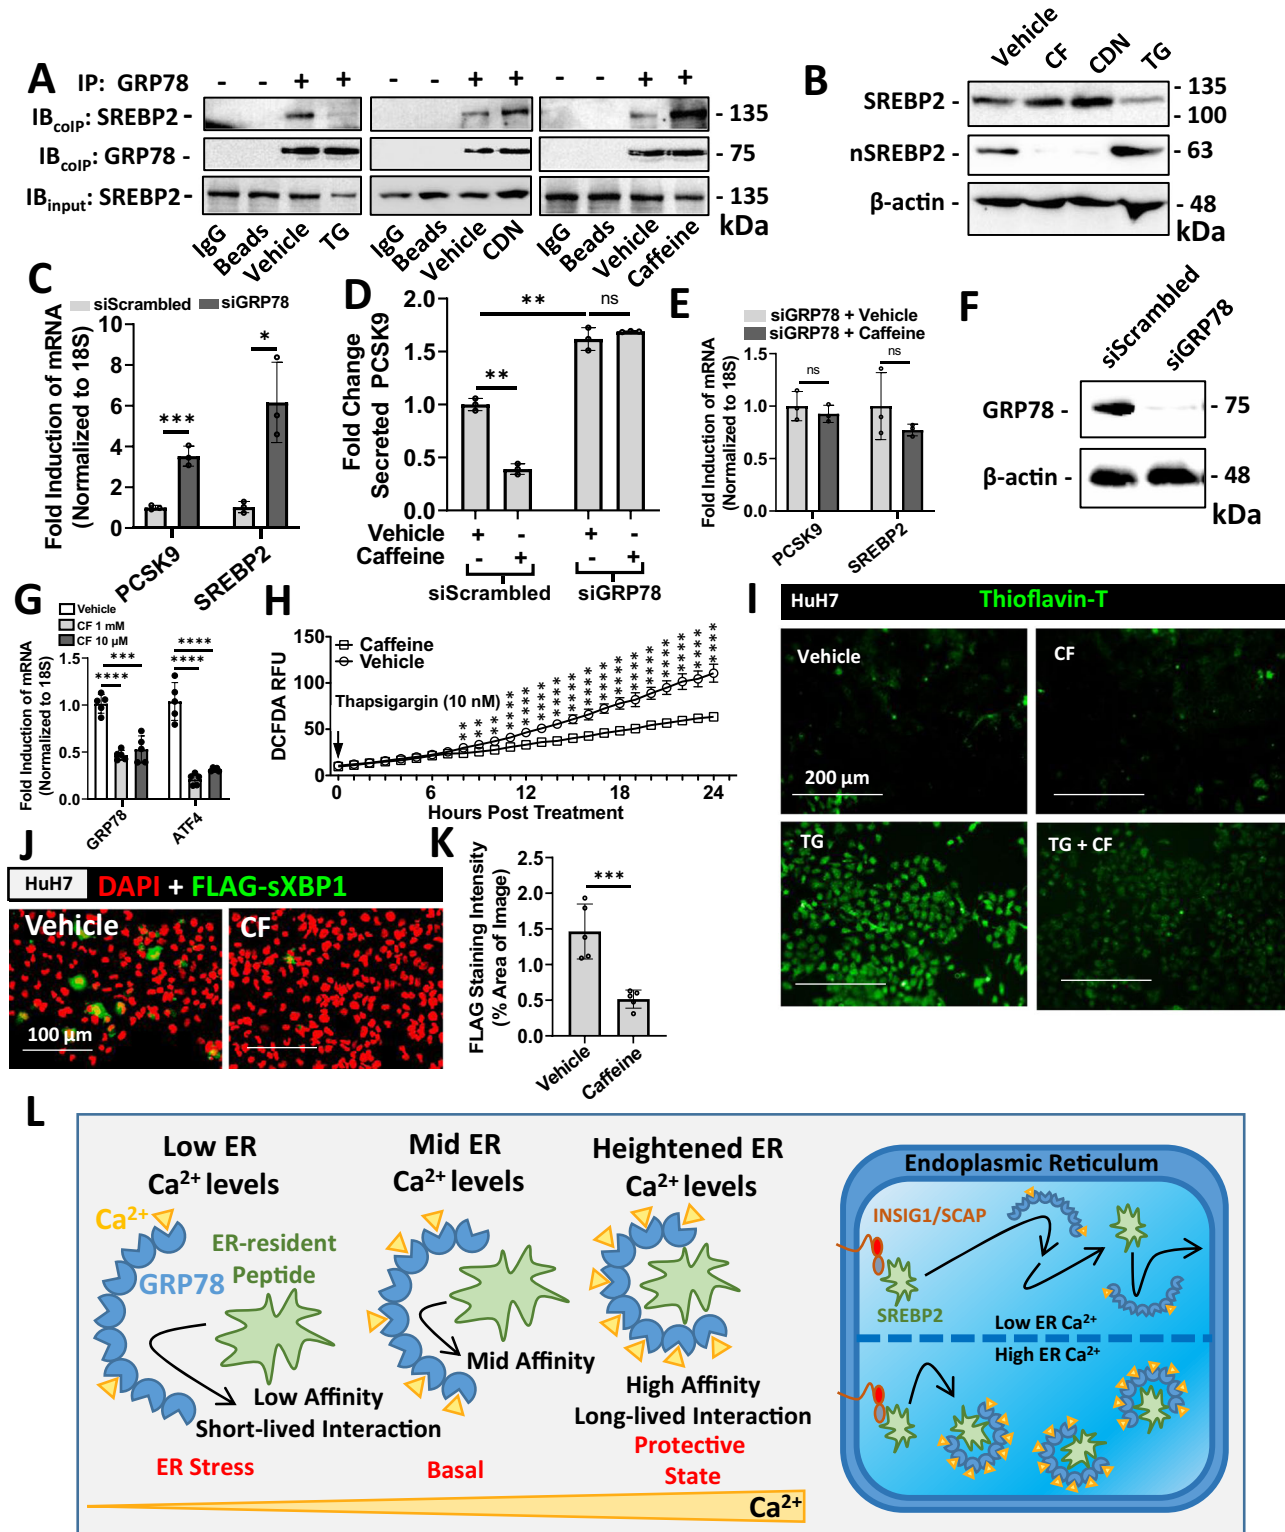 A
IP: GRP78
- - + +
- - + +
- - + +
IBcoIP: SREBP2 -
- 135
IBcoIP: GRP78 -
- 75
IBinput: SREBP2 -
- 135
kDa
IgG
Beads
Vehicle
TG
IgG
Beads
Vehicle
CDN
IgG
Beads
Vehicle
Caffeine
B
Vehicle
CF
CDN
TG
SREBP2 -
- 135
- 100
nSREBP2 -
- 63
β-actin -
- 48
kDa
C
siScrambled
siGRP78
Fold Induction of mRNA
(Normalized to 18S)
10
8
6
4
2
0
***
*
PCSK9
SREBP2
D
Fold Change
Secreted PCSK9
2.0
1.5
1.0
0.5
0.0
**
**
ns
Vehicle + - + -
Caffeine - + - +
siScrambled
siGRP78
E
siGRP78 + Vehicle
siGRP78 + Caffeine
Fold Induction of mRNA
(Normalized to 18S)
1.5
1.0
0.5
0.0
ns
ns
PCSK9
SREBP2
F
siScrambled
siGRP78
GRP78 -
- 75
β-actin -
- 48
kDa
G
Vehicle
CF 1 mM
CF 10 µM
Fold Induction of mRNA
(Normalized to 18S)
1.5
1.0
0.5
0.0
***
****
****
****
GRP78
ATF4
H
Caffeine
Vehicle
Thapsigargin (10 nM)
DCFDA RFU
150
100
50
0
0 6 12 18 24
Hours Post Treatment
I
HuH7
Thioflavin-T
Vehicle
200 µm
CF
TG
TG + CF
J
HuH7
DAPI + FLAG-sXBP1
Vehicle
100 µm
CF
K
FLAG Staining Intensity
(% Area of Image)
2.5
2.0
1.5
1.0
0.5
0.0
***
Vehicle
Caffeine
L
Low ER
Ca²⁺ levels
Mid ER
Ca²⁺ levels
Heightened ER
Ca²⁺ levels
Ca²⁺
ER-resident
Peptide
GRP78
Low Affinity
Short-lived Interaction
Mid Affinity
High Affinity
Long-lived Interaction
ER Stress
Basal
Protective
State
Ca²⁺
Endoplasmic Reticulum
INSIG1/SCAP
SREBP2
Low ER Ca²⁺
High ER Ca²⁺